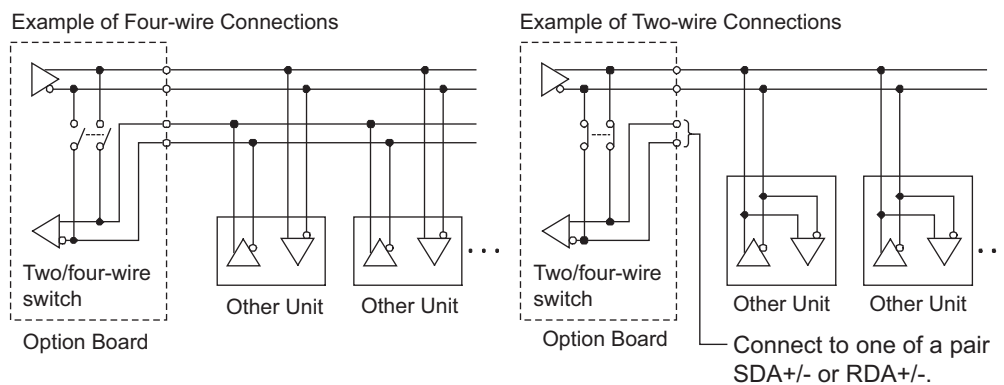 Example of Four-wire Connections
Two/four-wire
switch
Option Board
Other Unit
Other Unit
Example of Two-wire Connections
Two/four-wire
switch
Option Board
Other Unit
Other Unit
Connect to one of a pair
SDA+/- or RDA+/-.